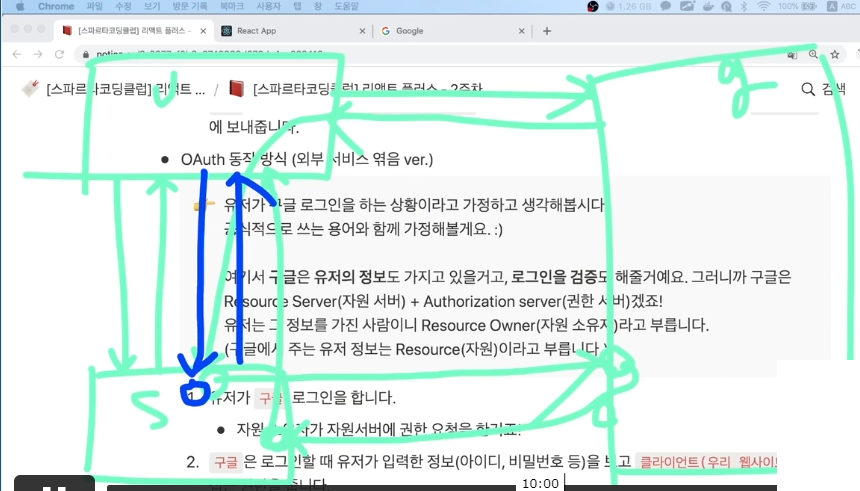 Chrome 파일 수정 보기 방문 기록 북마크 사용자 탭 창 도움말 1.26 GB 100% ABC
[스파르타코딩클럽] 리액트 플러스 - React App Google
[스파르타코딩클럽] 리액트 ... / [스파르타코딩클럽] 리액트 플러스 - 2주차 검색
U
g
에 보내줍니다.
OAuth 동작 방식 (외부 서비스 엮음 ver.)
유저가 구글 로그인을 하는 상황이라고 가정하고 생각해봅시다
공식적으로 쓰는 용어와 함께 가정해볼게요. :)
여기서 구글은 유저의 정보도 가지고 있을거고, 로그인을 검증도 해줄거예요. 그러니까 구글은
Resource Server(자원 서버) + Authorization server(권한 서버)겠죠!
유저는 그 정보를 가진 사람이니 Resource Owner(자원 소유자)라고 부릅니다.
(구글에서 주는 유저 정보는 Resource(자원)이라고 부릅니다.)
S
1. 유저가 구글 로그인을 합니다.
자원 소유자가 자원서버에 권한 요청을 한거죠!
2. 구글 은 로그인할 때 유저가 입력한 정보(아이디, 비밀번호 등)을 보고 클라이언트(우리 웹사이
10:00